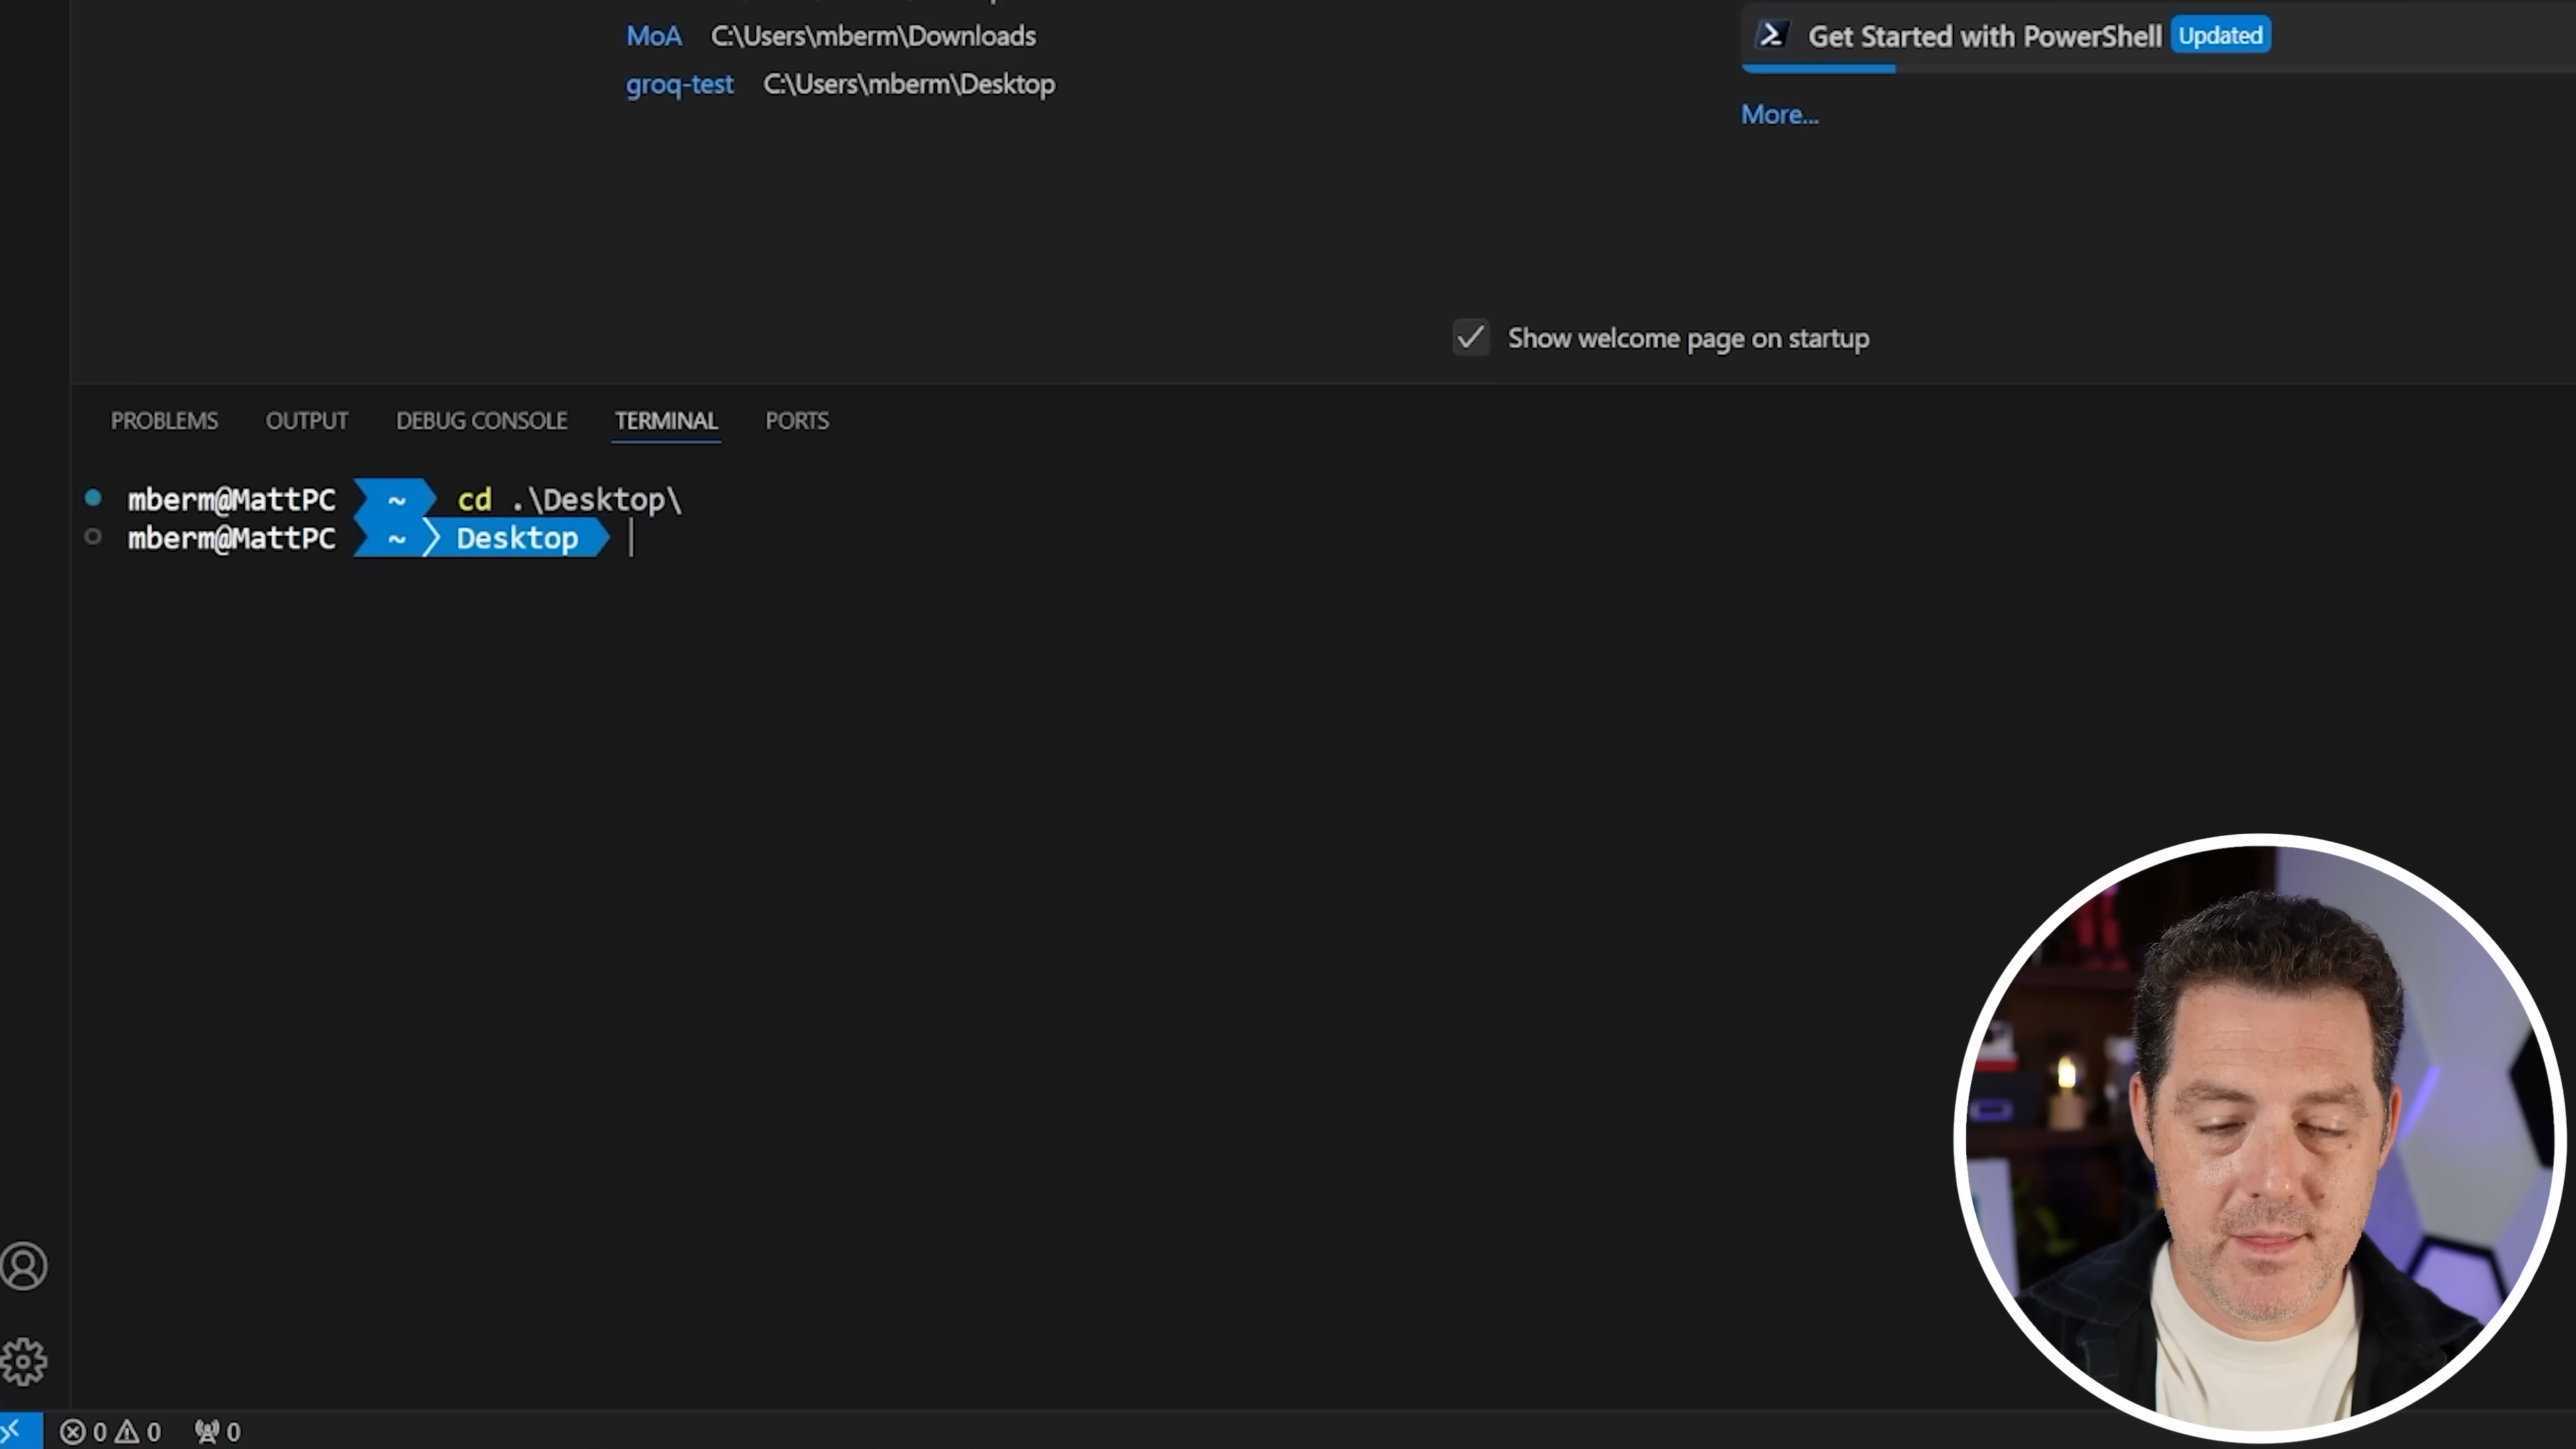 MoA C:\Users\mberm\Downloads
groq-test C:\Users\mberm\Desktop
Get Started with PowerShell Updated
More...
Show welcome page on startup
PROBLEMS OUTPUT DEBUG CONSOLE TERMINAL PORTS
mberm@MattPC ~ cd .\Desktop\
mberm@MattPC ~ Desktop
0 0 0